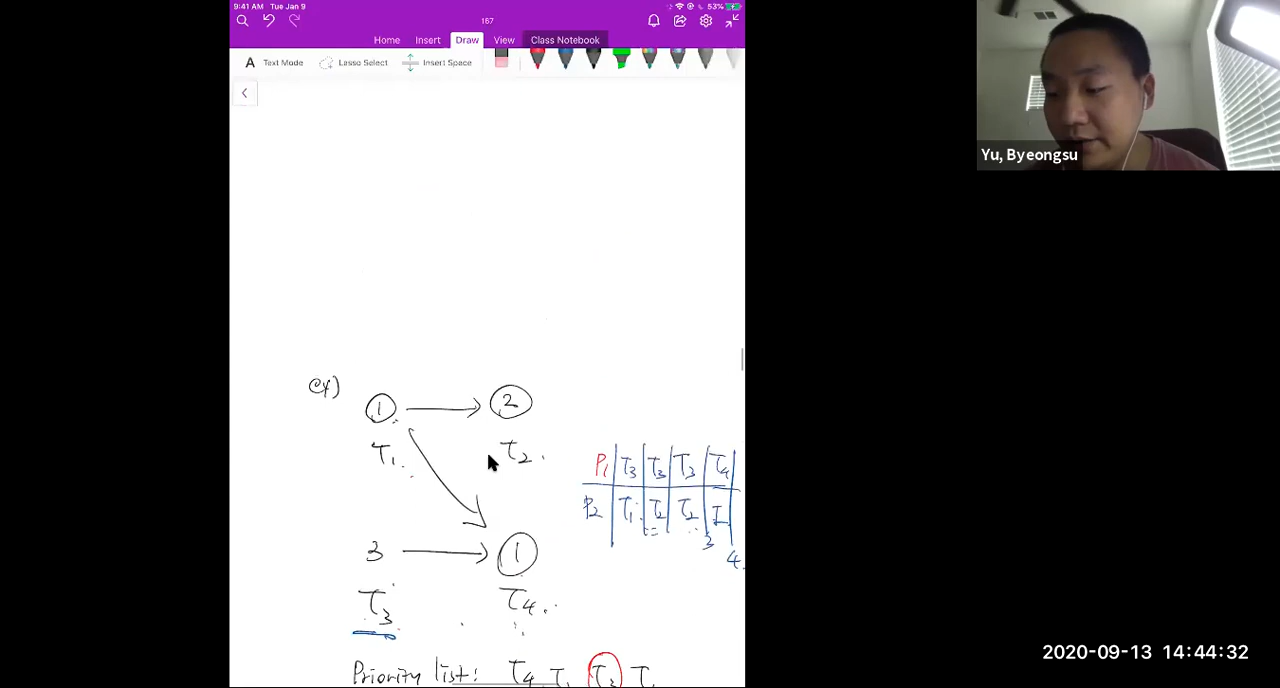 9:41 AM Tue Jan 9
53%
167
Home Insert Draw View Class Notebook
Text Mode Lasso Select Insert Space
Yu, Byeongsu
ex)
1 2
T1 T2
P1 T3 T3 T3 T4
P2 T1 T2 T2
3
4
3 1
T3 T4
Priority list: T4
2020-09-13 14:44:32